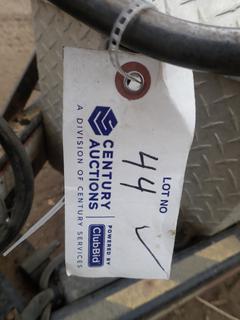 LOT NO
44
CENTURY
AUCTIONS
A DIVISION OF CENTURY SERVICES
POWERED BY
ClubBid